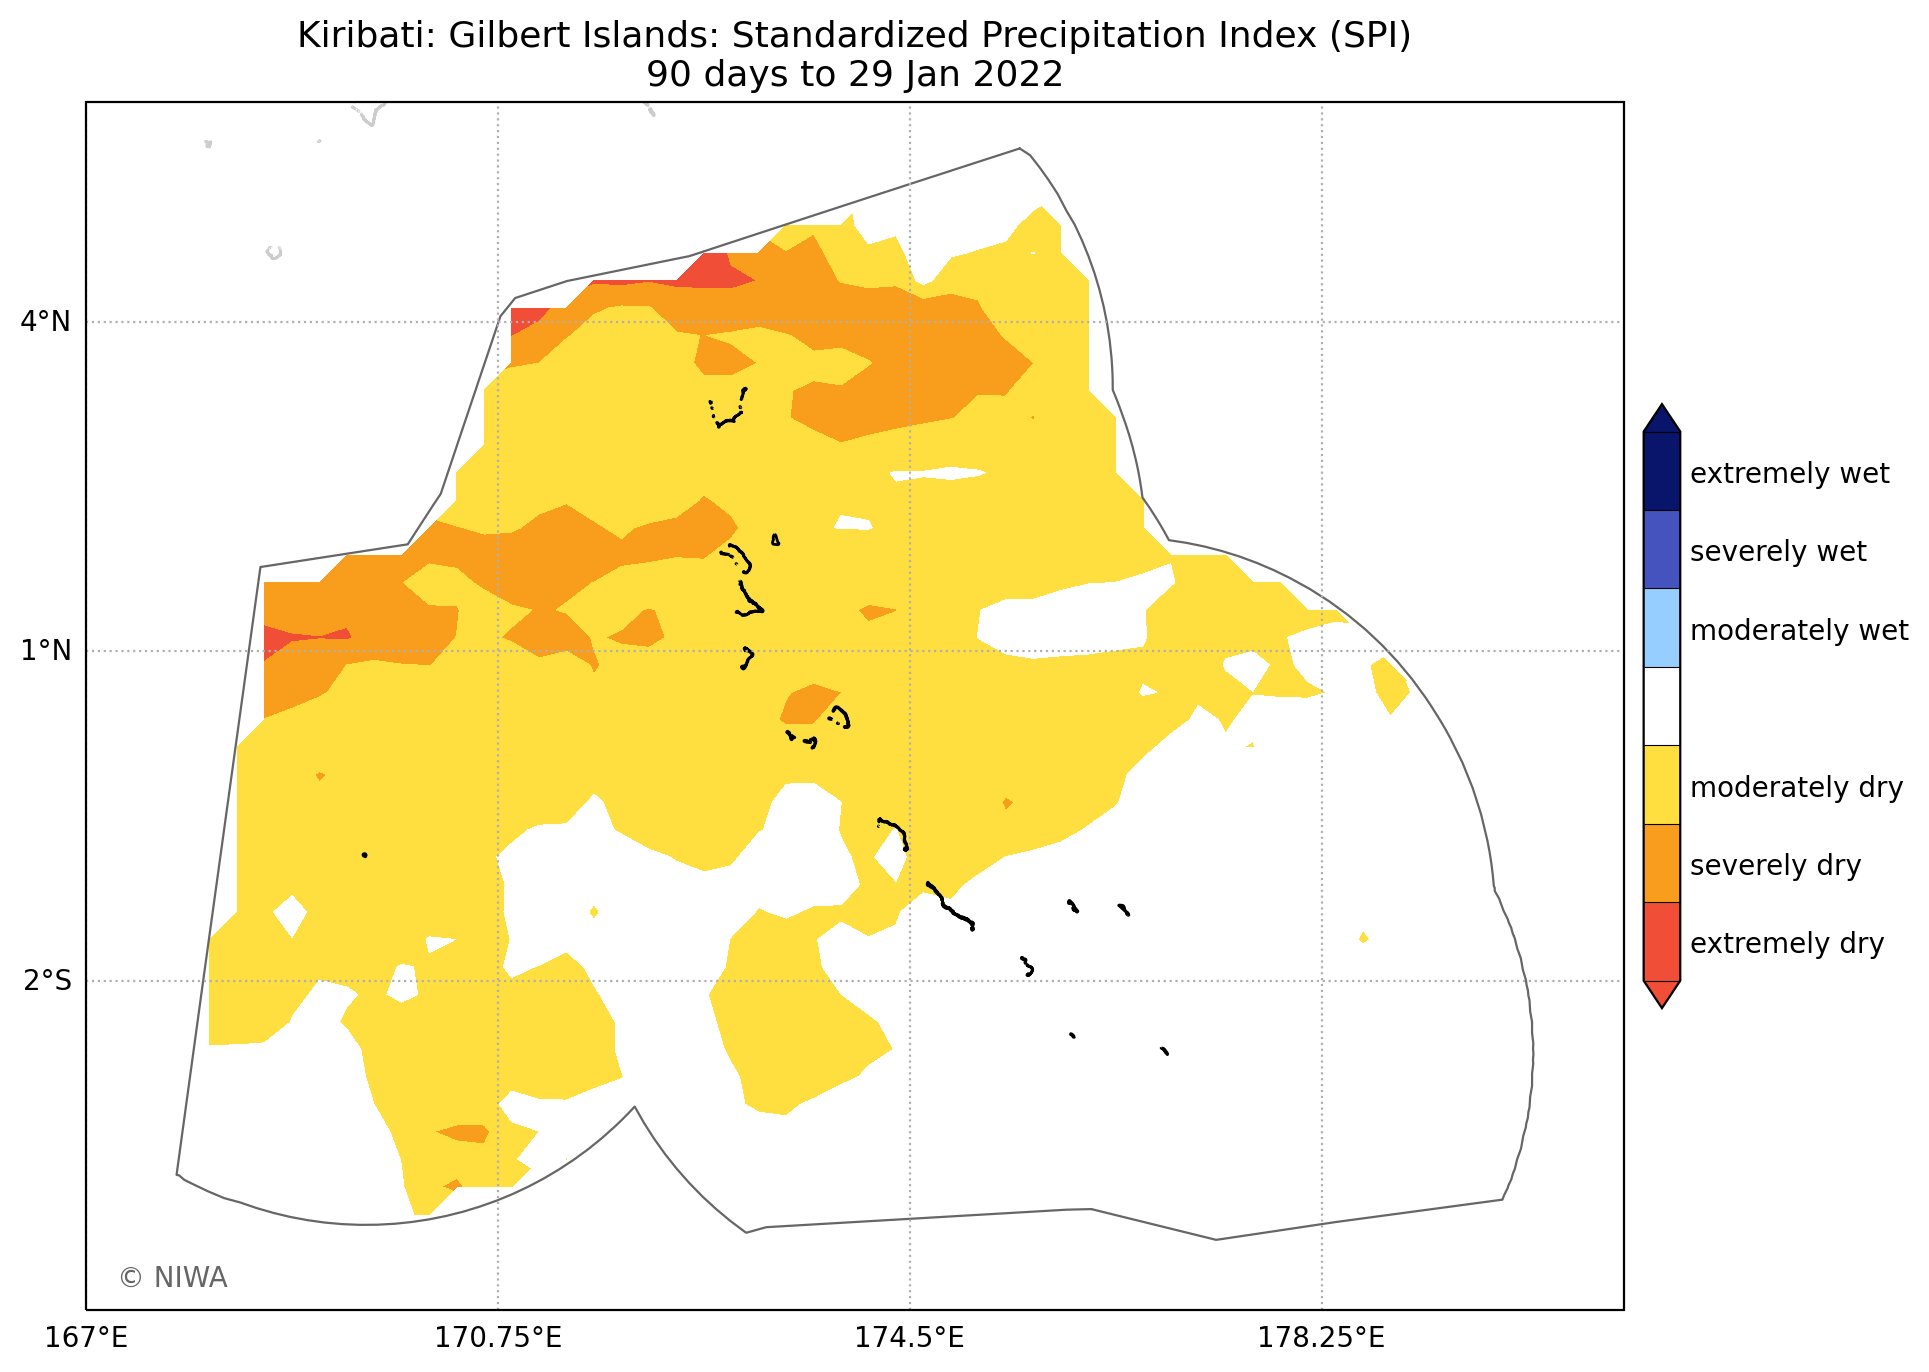 Kiribati: Gilbert Islands: Standardized Precipitation Index (SPI)
90 days to 29 Jan 2022
4°N
1°N
2°S
167°E
170.75°E
174.5°E
178.25°E
extremely wet
severely wet
moderately wet
moderately dry
severely dry
extremely dry
© NIWA